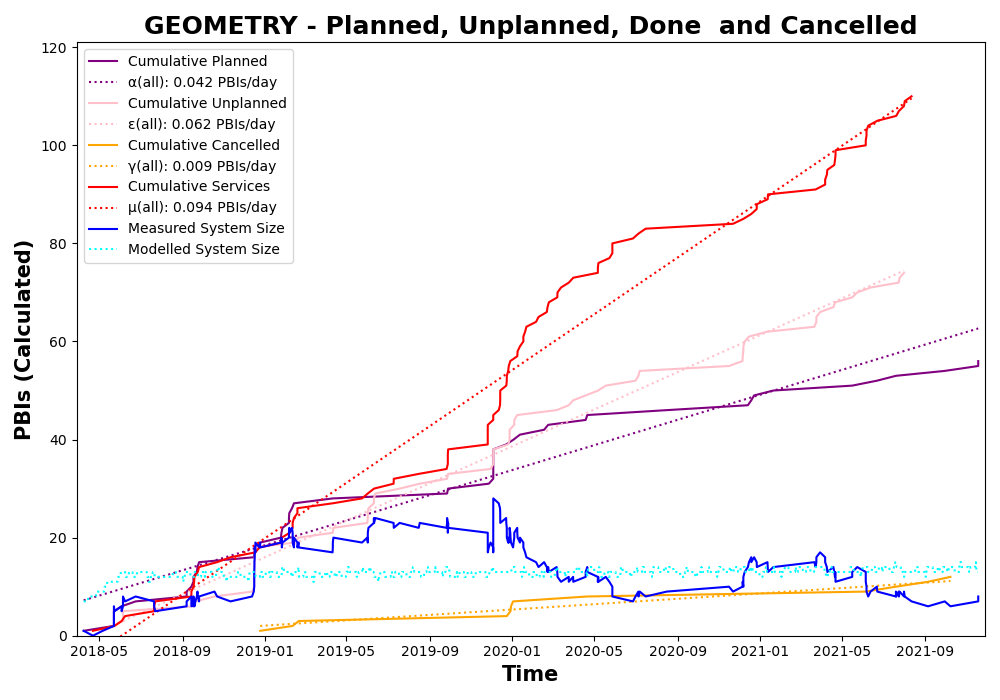 GEOMETRY - Planned, Unplanned, Done  and Cancelled
120
100
80
60
40
20
0
PBIs (Calculated)
Cumulative Planned
α(all): 0.042 PBIs/day
Cumulative Unplanned
ε(all): 0.062 PBIs/day
Cumulative Cancelled
γ(all): 0.009 PBIs/day
Cumulative Services
μ(all): 0.094 PBIs/day
Measured System Size
Modelled System Size
2018-05 2018-09 2019-01 2019-05 2019-09 2020-01 2020-05 2020-09 2021-01 2021-05 2021-09
Time